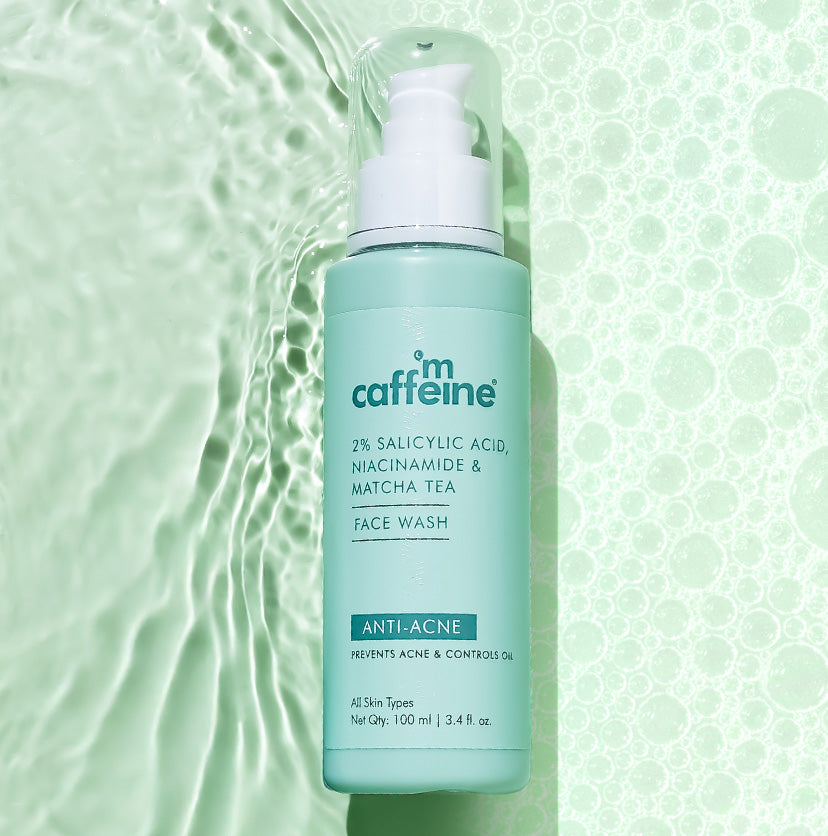 'm
caffeine®
2% SALICYLIC ACID,
NIACINAMIDE &
MATCHA TEA
FACE WASH
ANTI-ACNE
PREVENTS ACNE & CONTROLS OIL
All Skin Types
Net Qty: 100 ml | 3.4 fl. oz.